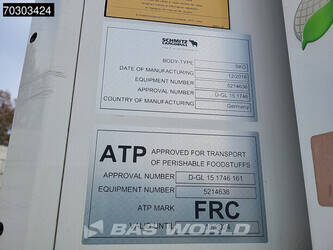 70303424
SCHMITZ
CARGOBULL
BODY-TYPE SKO
DATE OF MANUFACTURING 12/2015
EQUIPMENT NUMBER 5214636
APPROVAL NUMBER D-GL 15 1746
COUNTRY OF MANUFACTURING Germany
ATP APPROVED FOR TRANSPORT
OF PERISHABLE FOODSTUFFS
APPROVAL NUMBER D-GL 15 1746 161
EQUIPMENT NUMBER 5214636
ATP MARK FRC
BAS WORLD